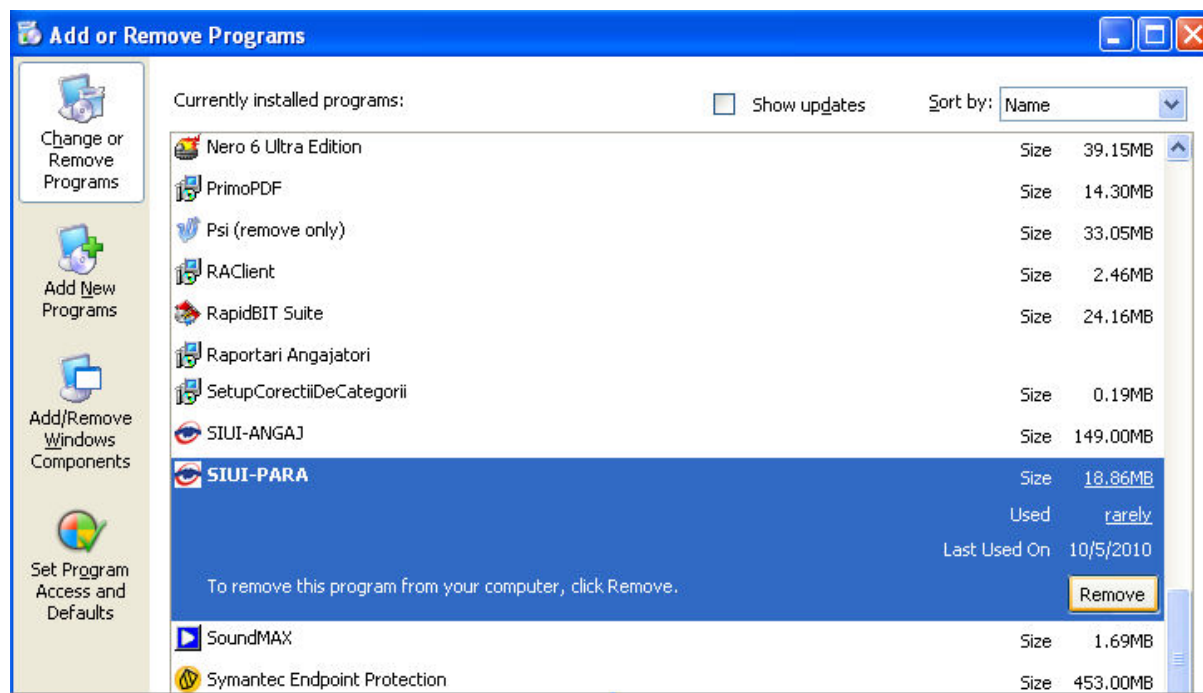 Add or Remove Programs
Change or
Remove
Programs
Add New
Programs
Add/Remove
Windows
Components
Set Program
Access and
Defaults
Currently installed programs:
Show updates
Sort by: Name
Nero 6 Ultra Edition Size 39.15MB
PrimoPDF Size 14.30MB
Psi (remove only) Size 33.05MB
RAClient Size 2.46MB
RapidBIT Suite Size 24.16MB
Raportari Angajatori
SetupCorectiiDeCategorii Size 0.19MB
SIUI-ANGAJ Size 149.00MB
SIUI-PARA Size 18.86MB
Used rarely
Last Used On 10/5/2010
To remove this program from your computer, click Remove.
Remove
SoundMAX Size 1.69MB
Symantec Endpoint Protection Size 453.00MB